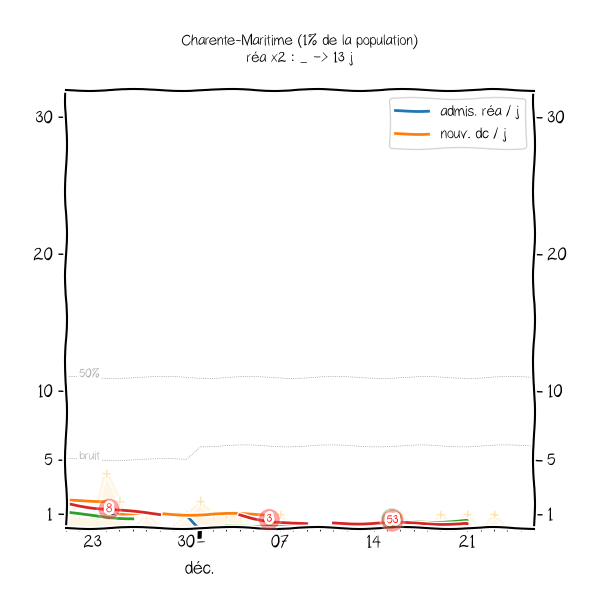 Charente-Maritime (1% de la population)
réa x2 : _ -> 13 j
admis. réa / j
nouv. dc / j
30 30
20 20
50%
10 10
bruit
5 5
8
3
53
1 1
23 30 07 14 21
déc.